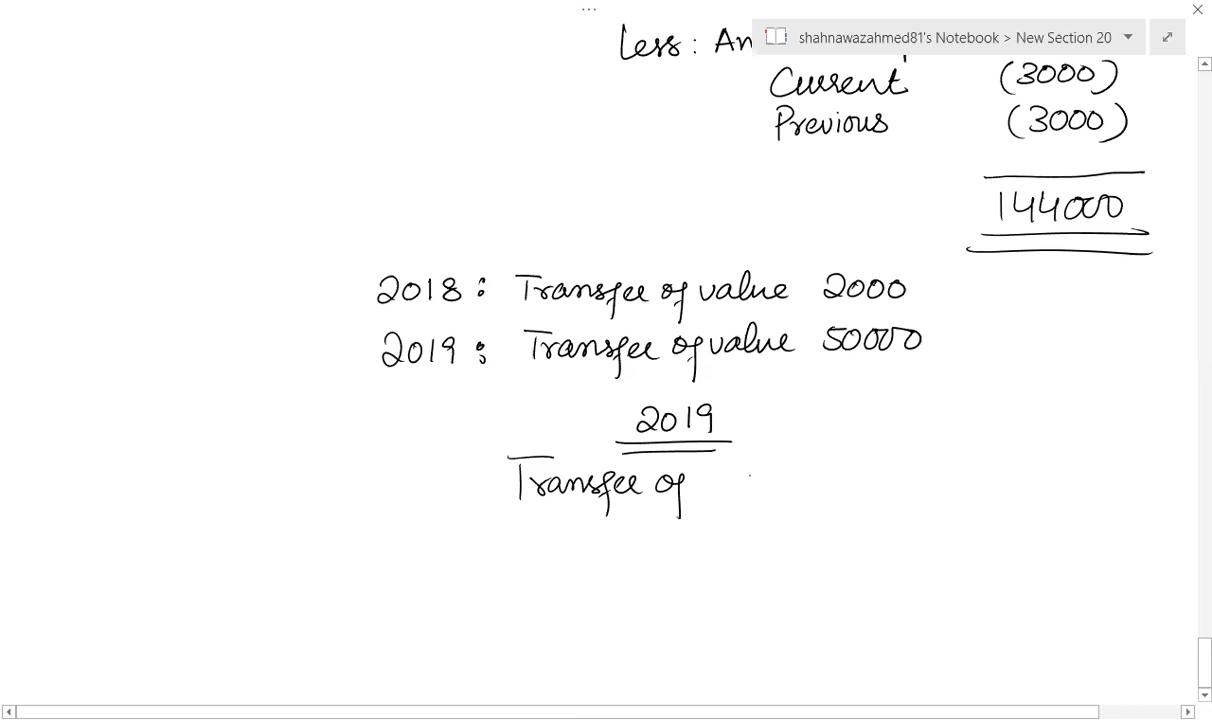 Less : An
shahnawazahmed81's Notebook > New Section 20
Current (3000)
Previous (3000)
144000
2018 : Transfer of value 2000
2019 : Transfer of value 50000
2019
Transfer of